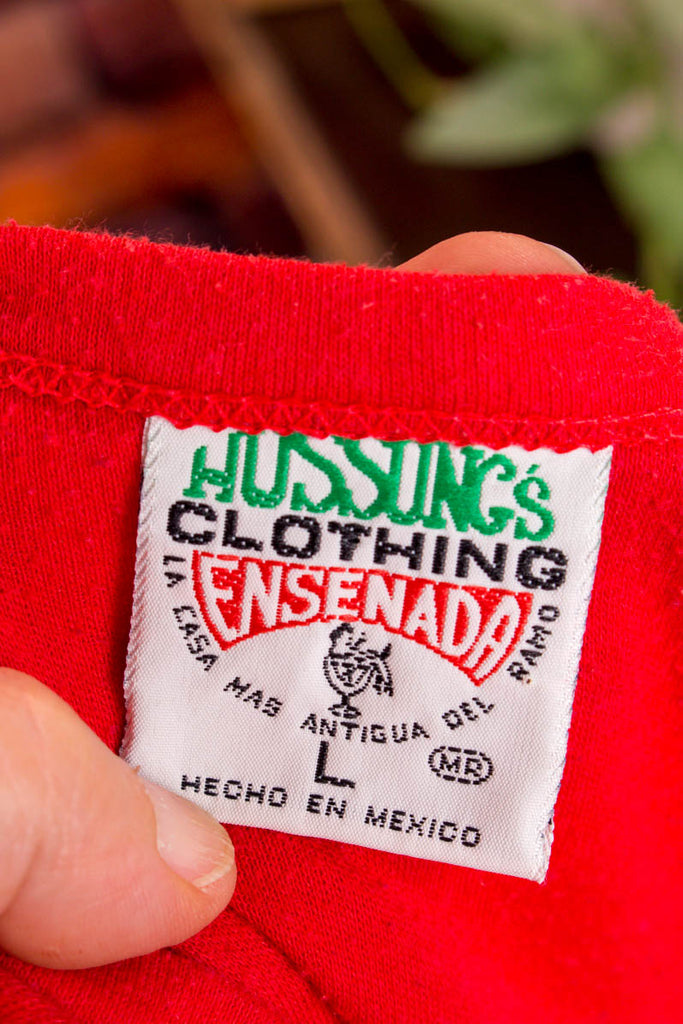 HUSSONG'S
CLOTHING
ENSENADA
LA CASA MAS ANTIGUA DEL RAMO
L
MR
HECHO EN MEXICO